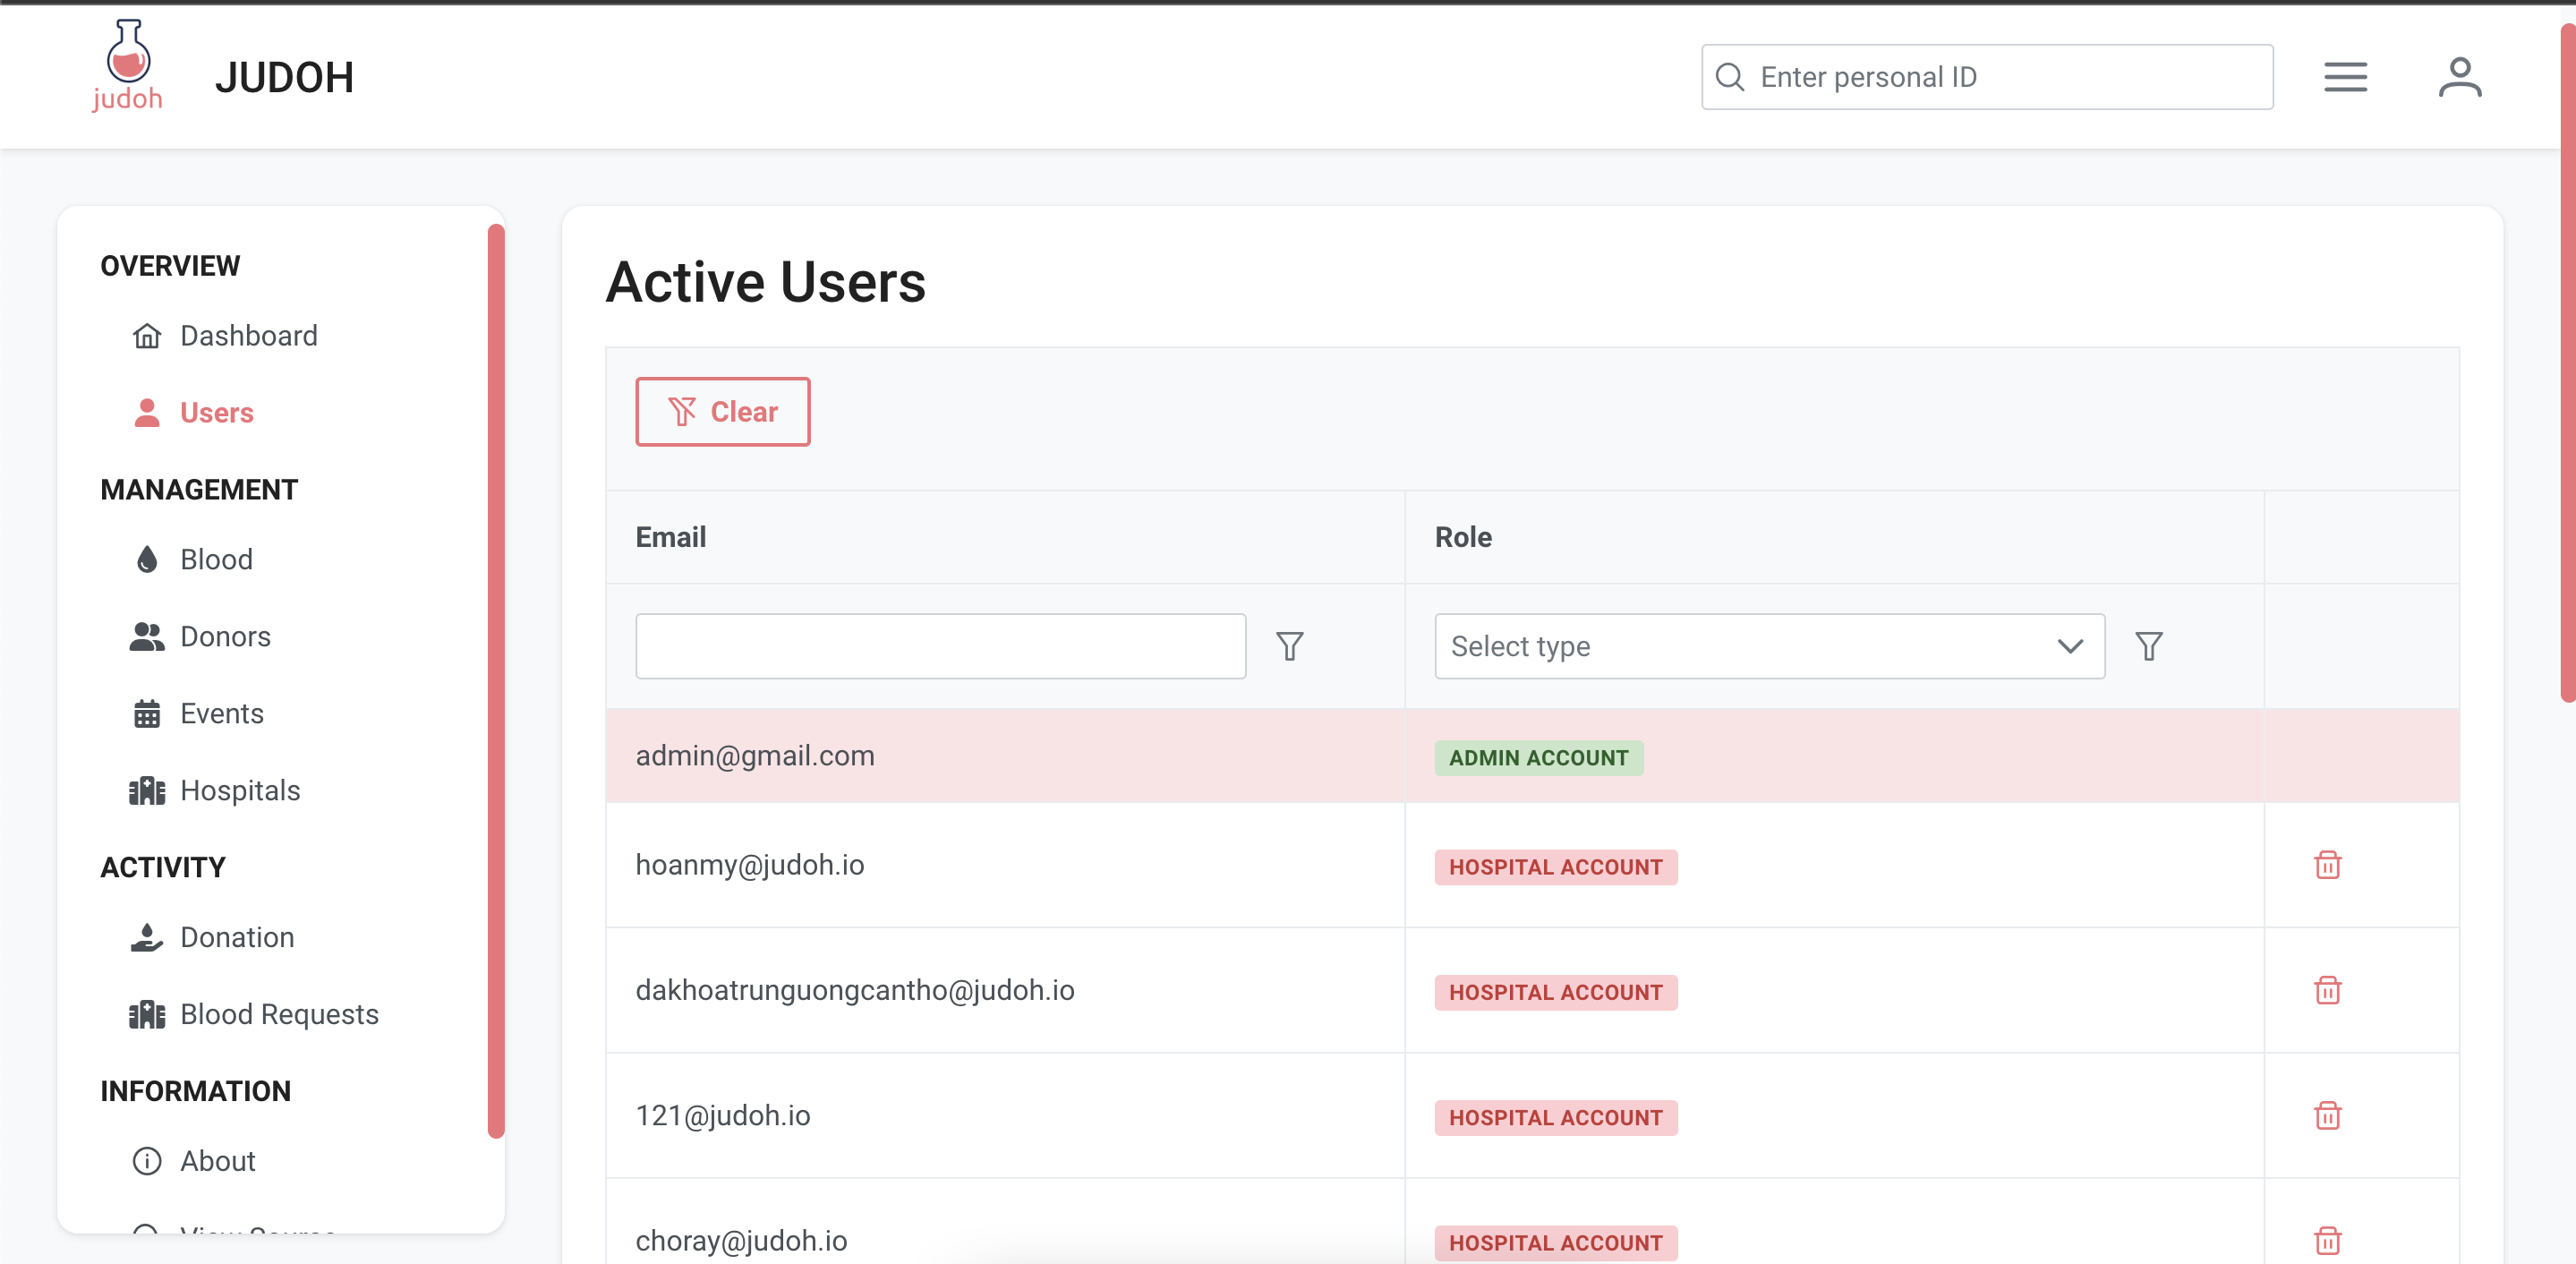 judoh
JUDOH
Enter personal ID
OVERVIEW
Dashboard
Users
MANAGEMENT
Blood
Donors
Events
Hospitals
ACTIVITY
Donation
Blood Requests
INFORMATION
About
Active Users
Clear
Email Role
Select type
admin@gmail.com ADMIN ACCOUNT
hoanmy@judoh.io HOSPITAL ACCOUNT
dakhoatrunguongcantho@judoh.io HOSPITAL ACCOUNT
121@judoh.io HOSPITAL ACCOUNT
choray@judoh.io HOSPITAL ACCOUNT